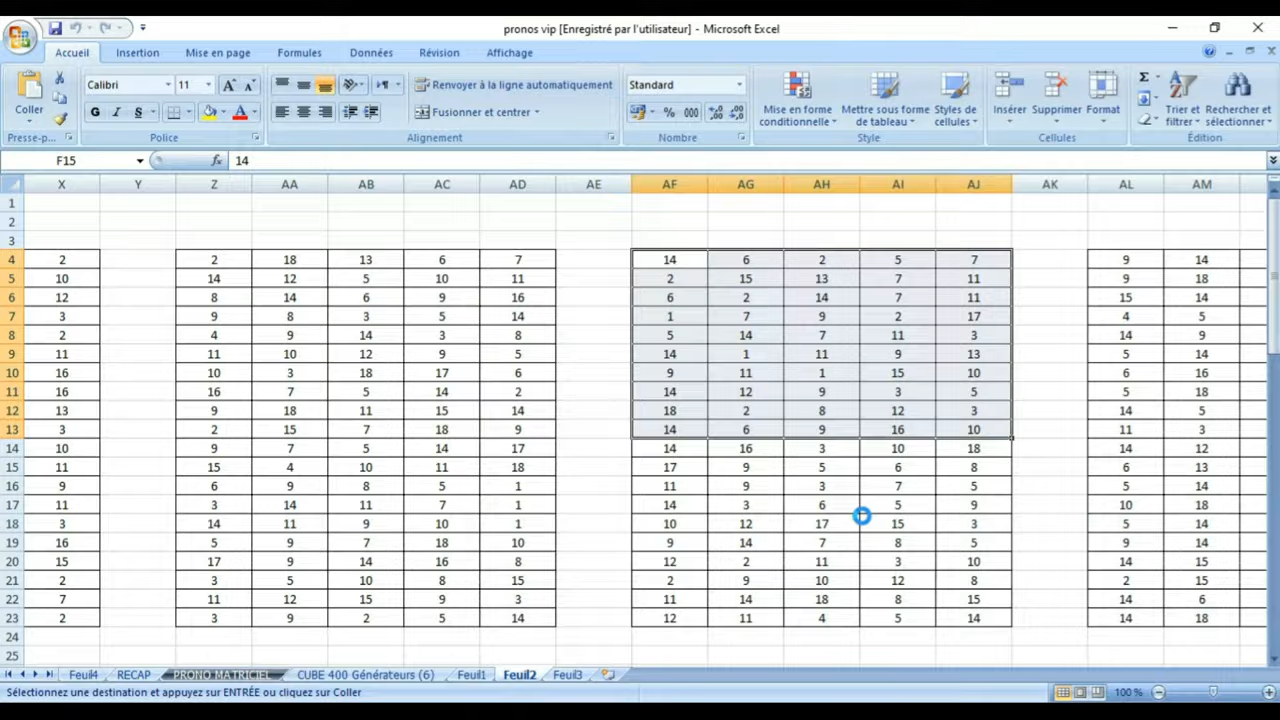 pronos vip [Enregistré par l'utilisateur] - Microsoft Excel
Accueil Insertion Mise en page Formules Données Révision Affichage
Coller Calibri 11 A A Renvoyer à la ligne automatiquement Standard Mise en forme conditionnelle Mettre sous forme de tableau Styles de cellules Insérer Supprimer Format Σ Trier et filtrer Rechercher et sélectionner
G I S A Fusionner et centrer % 000
Presse-p... Police Alignement Nombre Style Cellules Édition
F15 fx 14
X Y Z AA AB AC AD AE AF AG AH AI AJ AK AL AM
1
2
3
4 2 2 18 13 6 7 14 6 2 5 7 9 14
5 10 14 12 5 10 11 2 15 13 7 11 9 18
6 12 8 14 6 9 16 6 2 14 7 11 15 14
7 3 9 8 3 5 14 1 7 9 2 17 4 5
8 2 4 9 14 3 8 5 14 7 11 3 14 9
9 11 11 10 12 9 5 14 1 11 9 13 5 14
10 16 10 3 18 17 6 9 11 1 15 10 6 16
11 16 16 7 5 14 2 14 12 9 3 5 5 18
12 13 9 18 11 15 14 18 2 8 12 3 14 5
13 3 2 15 7 18 9 14 6 9 16 10 11 3
14 10 9 7 5 14 17 14 16 3 10 18 14 12
15 11 15 4 10 11 18 17 9 5 6 8 6 13
16 9 6 9 8 5 1 11 9 3 7 5 5 14
17 11 3 14 11 7 1 14 3 6 5 9 10 18
18 3 14 11 9 10 1 10 12 17 15 3 5 14
19 16 5 9 7 18 10 9 14 7 8 5 9 14
20 15 17 9 14 16 8 12 2 11 3 10 14 15
21 2 3 5 10 8 15 2 9 10 12 8 2 15
22 7 11 12 15 9 3 11 14 18 8 15 14 6
23 2 3 9 2 5 14 12 11 4 5 14 14 18
24
25
Feuil4 RECAP PRONO MATRICIEL CUBE 400 Générateurs (6) Feuil1 Feuil2 Feuil3
Sélectionnez une destination et appuyez sur ENTRÉE ou cliquez sur Coller 100 %